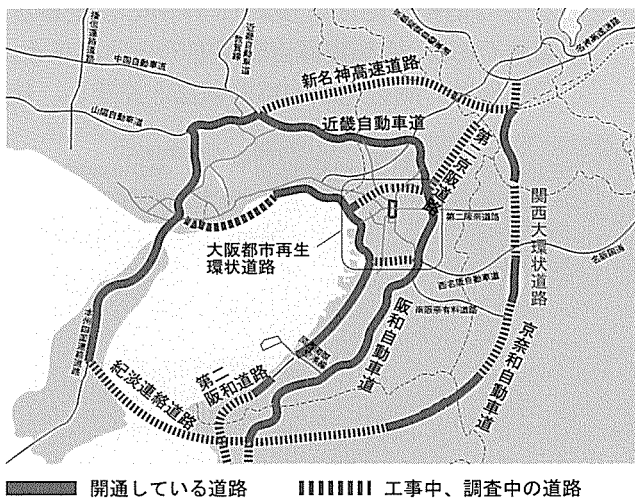 中国自動車道
山陽自動車道
新名神高速道路
近畿自動車道
名神高速道路
第二京阪道路
第二阪奈道路
関西大環状道路
名阪国道
大阪都市再生
環状道路
西名阪自動車道
南阪奈有料道路
阪和自動車道
京奈和自動車道
第二
阪和道路
紀淡連絡道路
開通している道路
工事中、調査中の道路